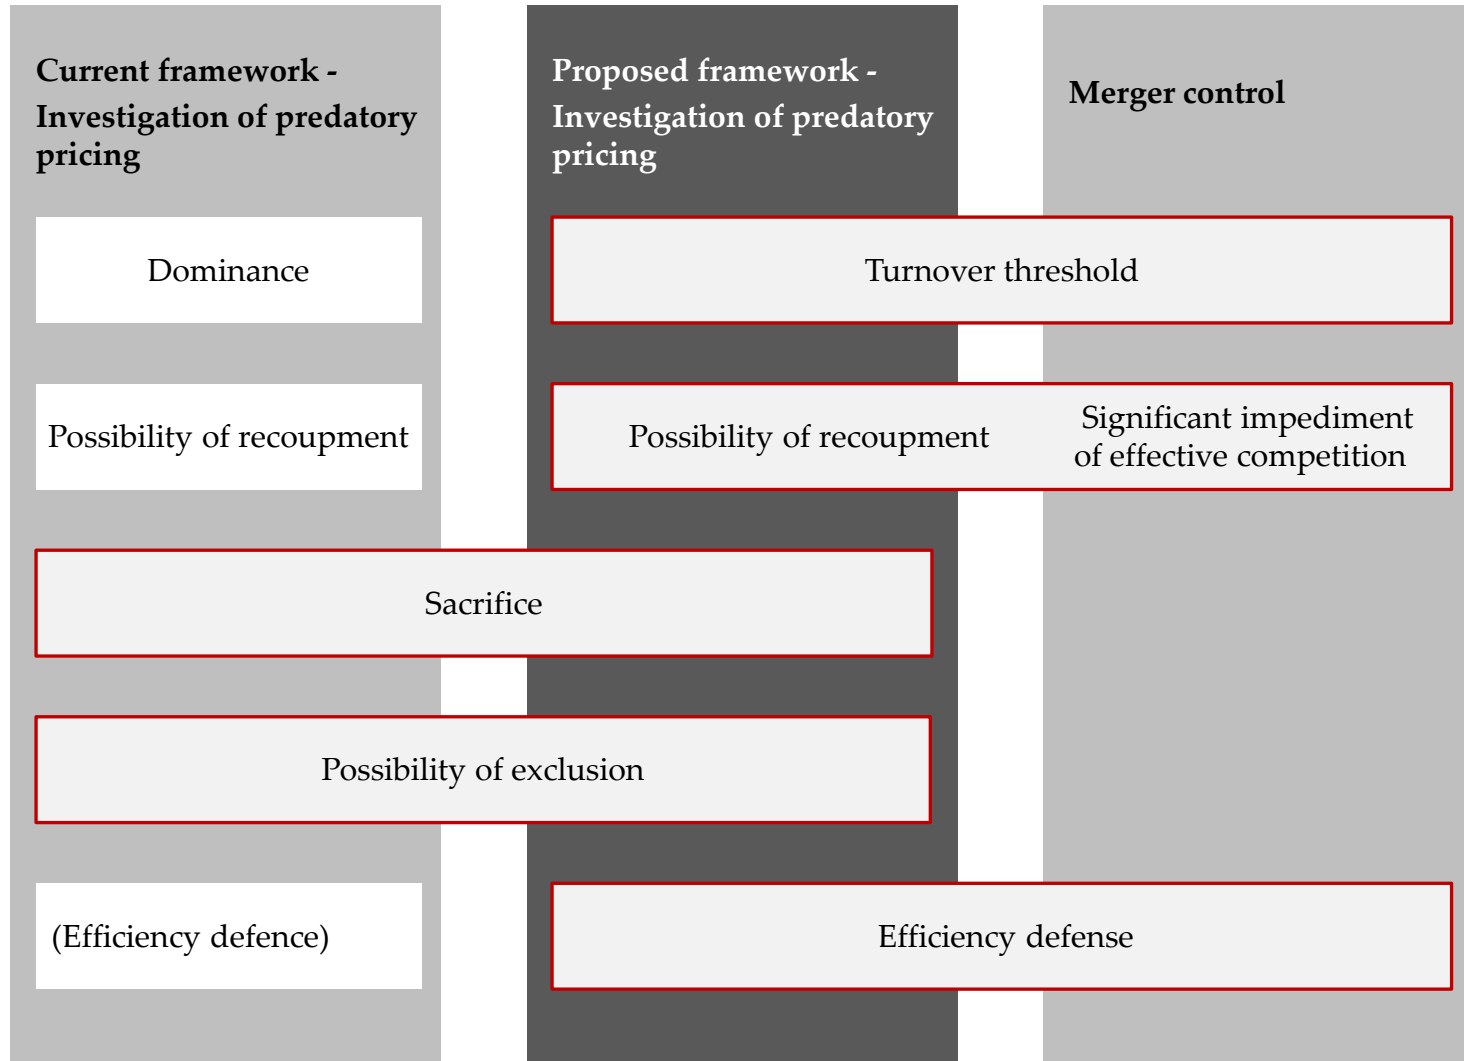 Current framework -
Investigation of predatory
pricing
Proposed framework -
Investigation of predatory
pricing
Merger control
Dominance
Turnover threshold
Possibility of recoupment
Possibility of recoupment
Significant impediment
of effective competition
Sacrifice
Possibility of exclusion
(Efficiency defence)
Efficiency defense